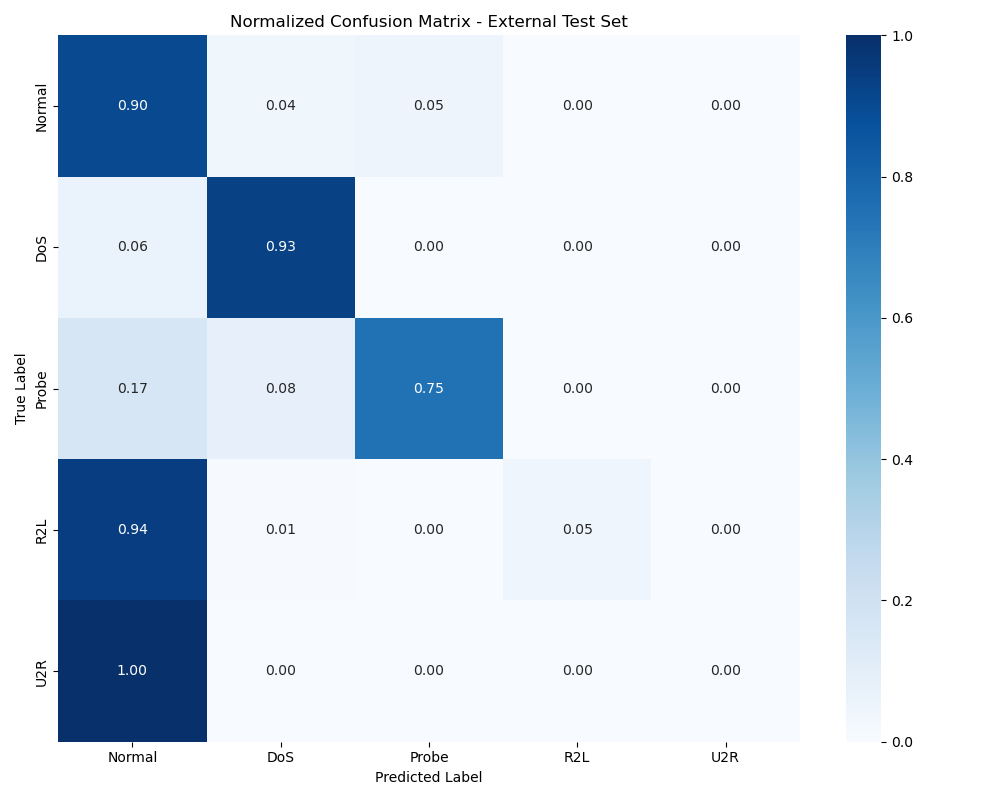 Normalized Confusion Matrix - External Test Set
True Label
Normal
0.90 0.04 0.05 0.00 0.00
DoS
0.06 0.93 0.00 0.00 0.00
Probe
0.17 0.08 0.75 0.00 0.00
R2L
0.94 0.01 0.00 0.05 0.00
U2R
1.00 0.00 0.00 0.00 0.00
Normal DoS Probe R2L U2R
Predicted Label
1.0
0.8
0.6
0.4
0.2
0.0